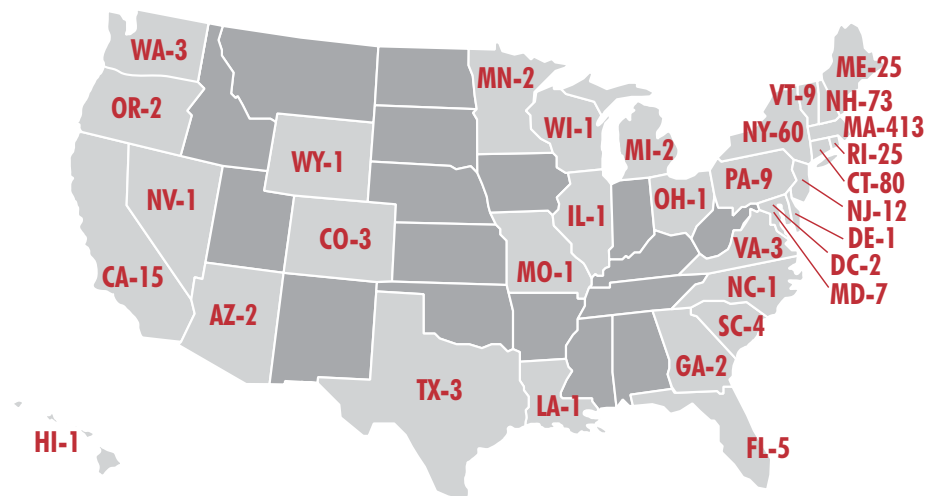 WA-3
OR-2
CA-15
NV-1
WY-1
CO-3
AZ-2
HI-1
TX-3
MN-2
WI-1
MI-2
IL-1
OH-1
MO-1
LA-1
ME-25
VT-9
NH-73
NY-60
MA-413
RI-25
CT-80
PA-9
NJ-12
DE-1
VA-3
DC-2
MD-7
NC-1
SC-4
GA-2
FL-5